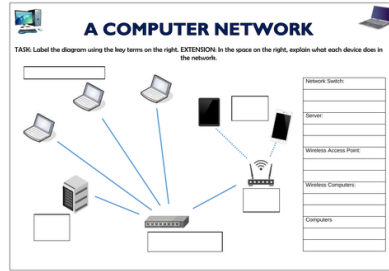 A COMPUTER NETWORK
TASK: Label the diagram using the key terms on the right. EXTENSION: In the space on the right, explain what each device does in
the network.
Network Switch:
Server:
Wireless Access Point:
Wireless Computers:
Computers